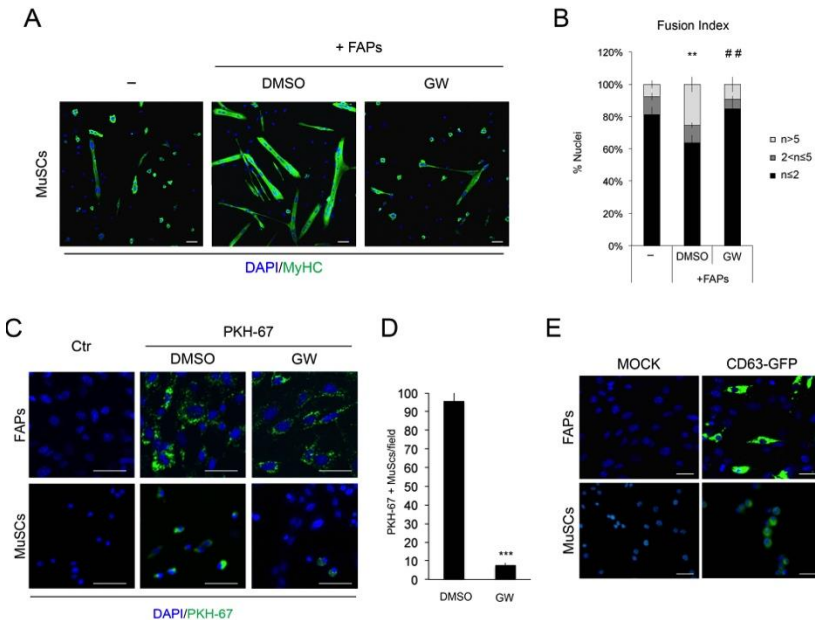 A
+ FAPs
–
DMSO
GW
MuSCs
DAPI/MyHC
B
Fusion Index
120%
100%
80%
60%
40%
20%
0%
% Nuclei
**
##
n>5
2<n≤5
n≤2
–
DMSO
GW
+FAPs
C
Ctr
PKH-67
DMSO
GW
FAPs
MuSCs
DAPI/PKH-67
D
100
90
80
70
60
50
40
30
20
10
0
PKH-67 + MuScs/field
***
DMSO
GW
E
MOCK
CD63-GFP
FAPs
MuSCs